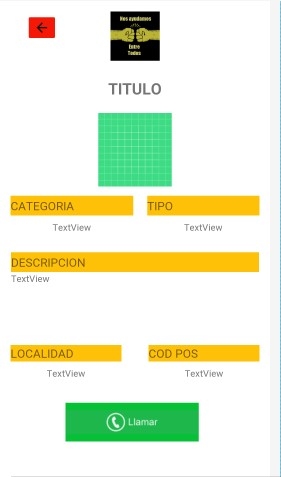 Nos ayudamos
Entre
Todos
TITULO
CATEGORIA TIPO
TextView TextView
DESCRIPCION
TextView
LOCALIDAD COD POS
TextView TextView
Llamar